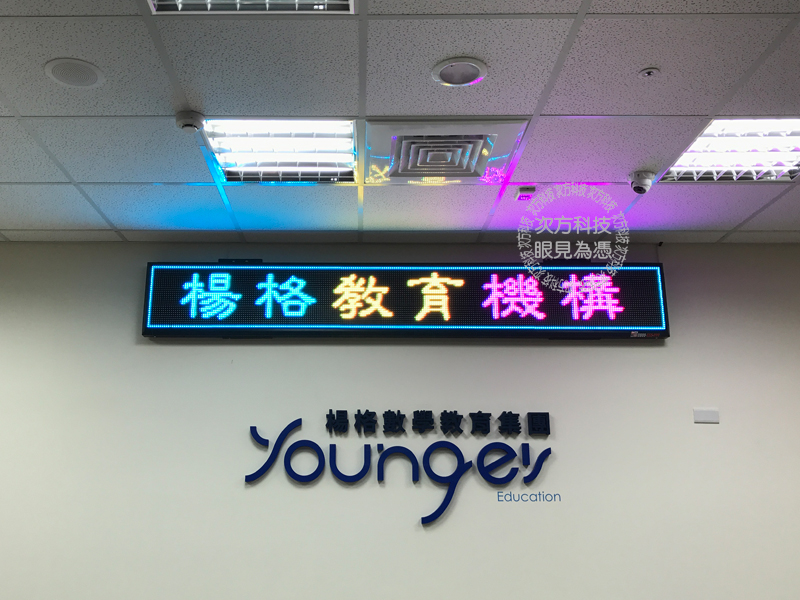 次方科技
眼見為憑
楊格教育機構
楊格數學教育集團
Younger's
Education